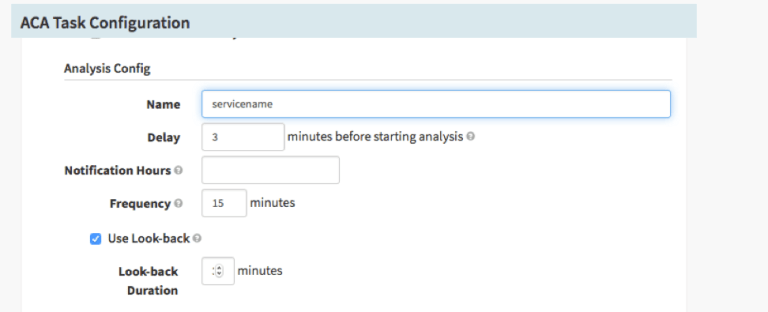 ACA Task Configuration
Analysis Config
Name servicename
Delay 3 minutes before starting analysis ?
Notification Hours ?
Frequency ? 15 minutes
Use Look-back ?
Look-back minutes
Duration